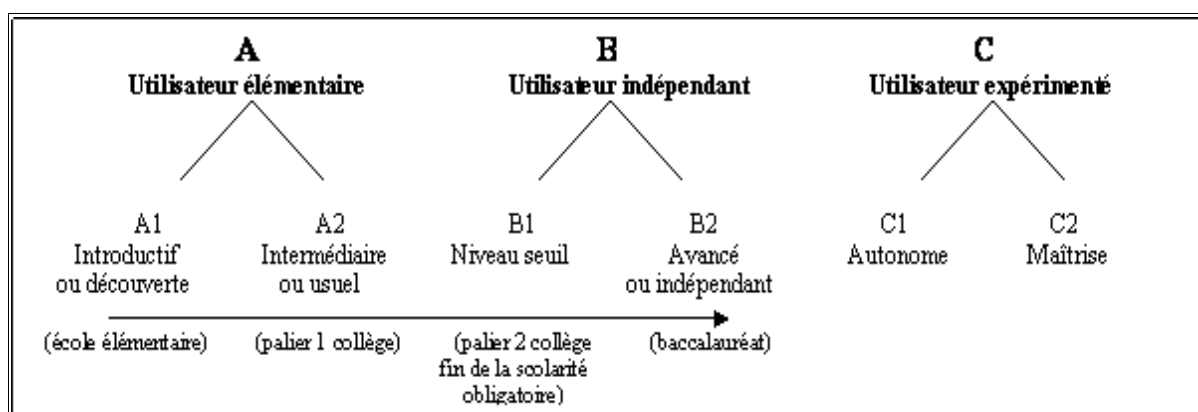 A B C
Utilisateur élémentaire Utilisateur indépendant Utilisateur expérimenté
A1 A2 B1 B2 C1 C2
Introductif Intermédiaire Niveau seuil Avancé Autonome Maîtrise
ou découverte ou usuel ou indépendant
(école élémentaire) (palier 1 collège) (palier 2 collège (baccalauréat)
fin de la scolarité
obligatoire)